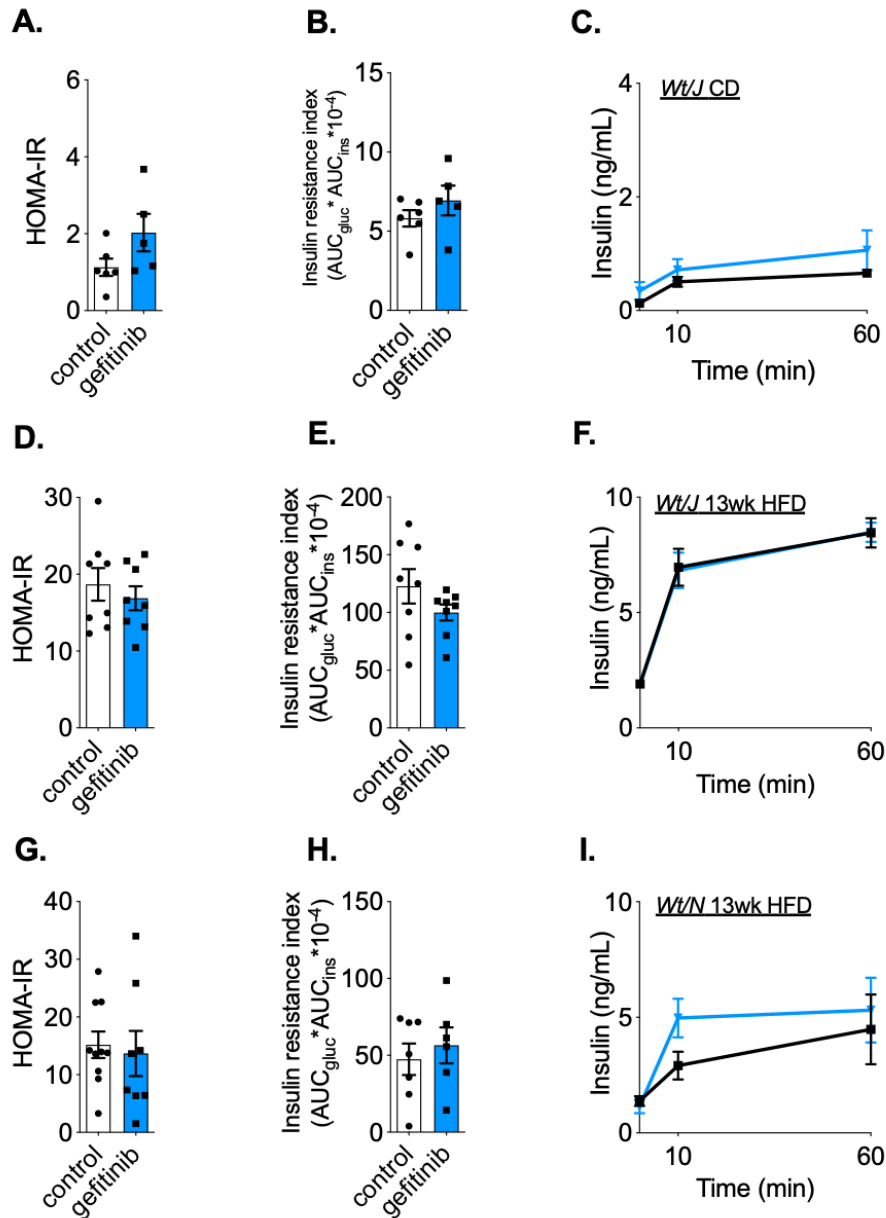 A.
HOMA-IR
6
4
2
0
control
gefitinib
B.
Insulin resistance index
(AUCgluc* AUCins*10-4)
15
10
5
0
control
gefitinib
C.
Insulin (ng/mL)
4
2
0
Wt/J CD
10
60
Time (min)
D.
HOMA-IR
30
20
10
0
control
gefitinib
E.
Insulin resistance index
(AUCgluc*AUCins*10-4)
200
150
100
50
0
control
gefitinib
F.
Insulin (ng/mL)
10
5
0
Wt/J 13wk HFD
10
60
Time (min)
G.
HOMA-IR
40
30
20
10
0
control
gefitinib
H.
Insulin resistance index
(AUCgluc*AUCins*10-4)
150
100
50
0
control
gefitinib
I.
Insulin (ng/mL)
10
5
0
Wt/N 13wk HFD
10
60
Time (min)